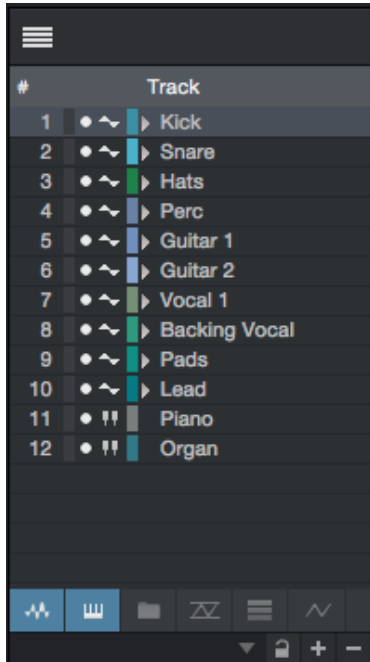 # Track
1 Kick
2 Snare
3 Hats
4 Perc
5 Guitar 1
6 Guitar 2
7 Vocal 1
8 Backing Vocal
9 Pads
10 Lead
11 Piano
12 Organ